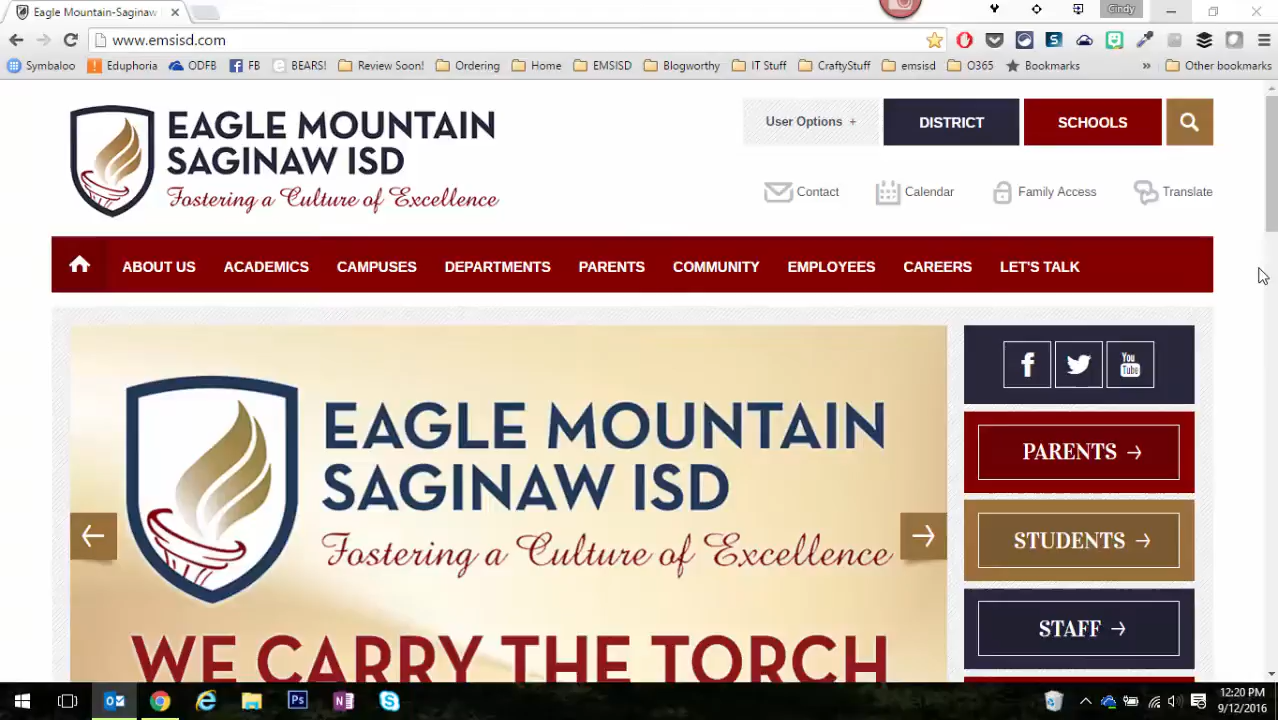 Eagle Mountain-Saginaw
Cindy
www.emsisd.com
Symbaloo Eduphoria ODFB FB BEARS! Review Soon! Ordering Home EMSISD Blogworthy IT Stuff CraftyStuff emsisd O365 Bookmarks » Other bookmarks
EAGLE MOUNTAIN
SAGINAW ISD
Fostering a Culture of Excellence
User Options +
DISTRICT
SCHOOLS
Contact
Calendar
Family Access
Translate
ABOUT US ACADEMICS CAMPUSES DEPARTMENTS PARENTS COMMUNITY EMPLOYEES CAREERS LET'S TALK
EAGLE MOUNTAIN
SAGINAW ISD
Fostering a Culture of Excellence
WE CARRY THE TORCH
You
Tube
PARENTS →
STUDENTS →
STAFF →
12:20 PM
9/12/2016